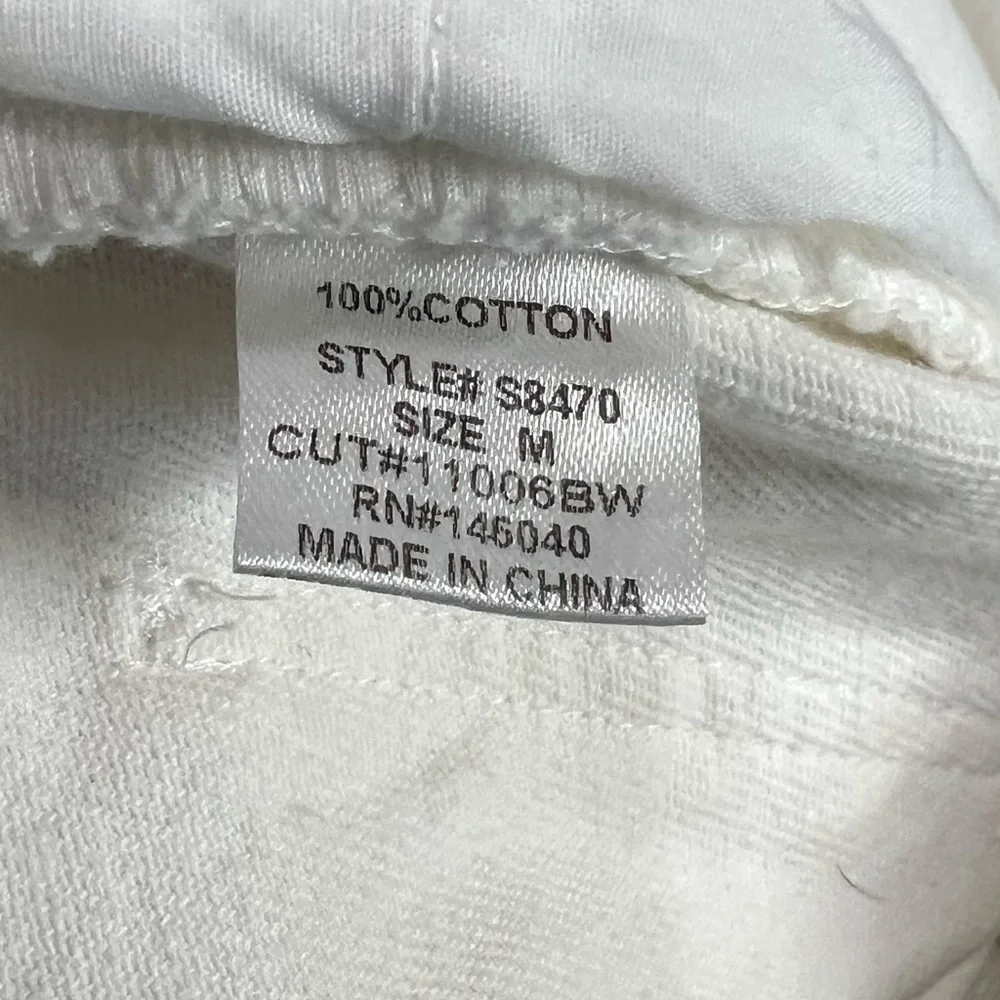 100%COTTON
STYLE# S8470
SIZE M
CUT#11006BW
RN#146040
MADE IN CHINA